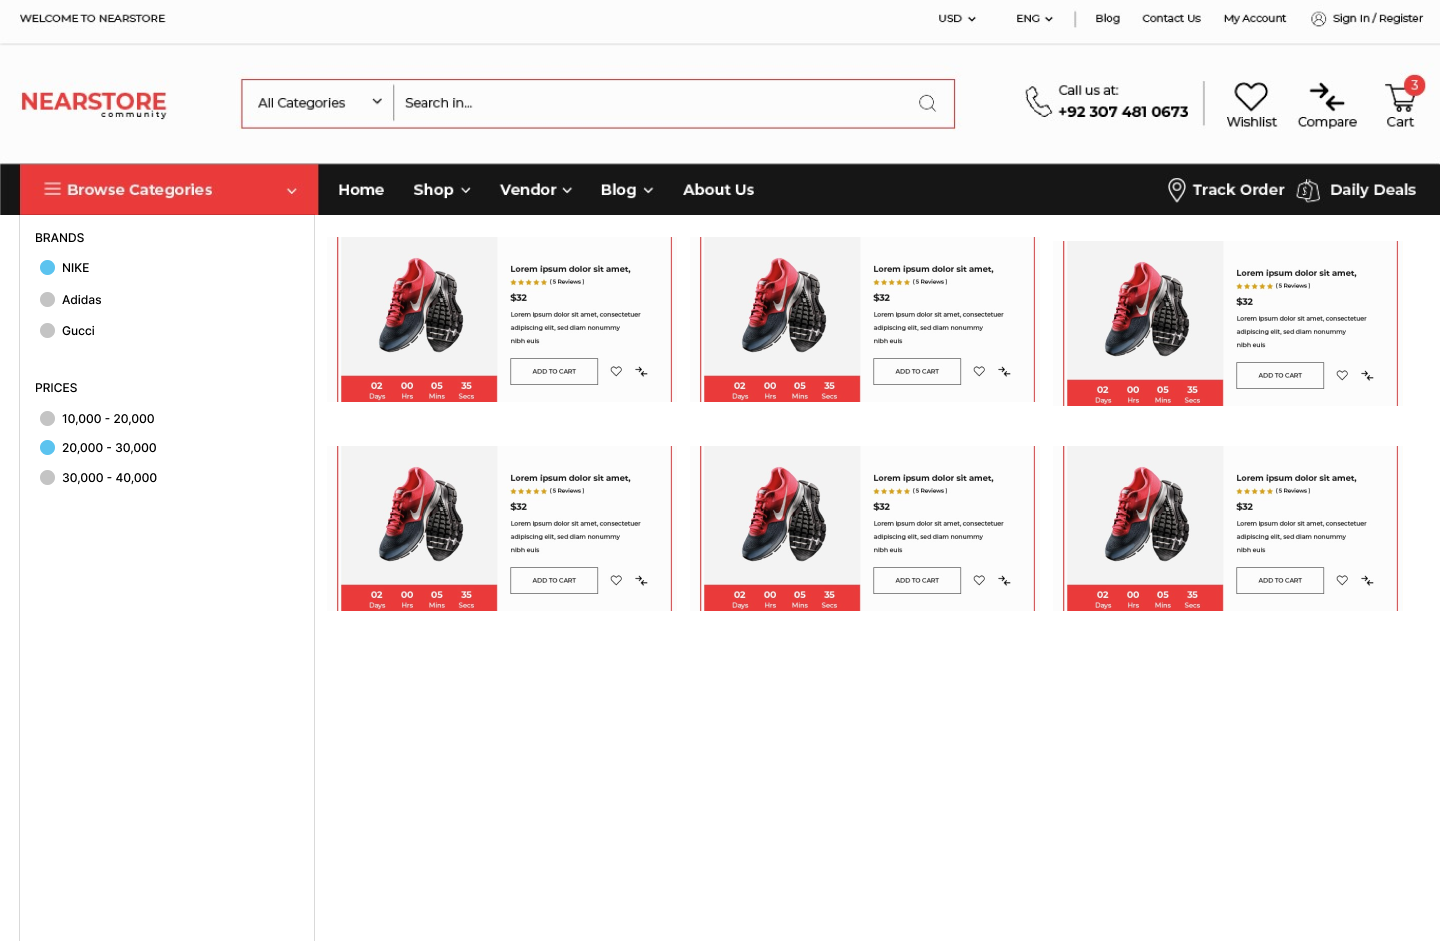 WELCOME TO NEARSTORE
USD
ENG
Blog
Contact Us
My Account
Sign In / Register
NEARSTORE
community
All Categories
Search in...
Call us at:
+92 307 481 0673
Wishlist
Compare
3
Cart
Browse Categories
Home
Shop
Vendor
Blog
About Us
Track Order
Daily Deals
BRANDS
NIKE
Adidas
Gucci
PRICES
10,000 - 20,000
20,000 - 30,000
30,000 - 40,000
Lorem ipsum dolor sit amet,
( 5 Reviews )
$32
Lorem ipsum dolor sit amet, consectetuer
adipiscing elit, sed diam nonummy
nibh euis
ADD TO CART
02 00 05 35
Days Hrs Mins Secs
Lorem ipsum dolor sit amet,
( 5 Reviews )
$32
Lorem ipsum dolor sit amet, consectetuer
adipiscing elit, sed diam nonummy
nibh euis
ADD TO CART
02 00 05 35
Days Hrs Mins Secs
Lorem ipsum dolor sit amet,
( 5 Reviews )
$32
Lorem ipsum dolor sit amet, consectetuer
adipiscing elit, sed diam nonummy
nibh euis
ADD TO CART
02 00 05 35
Days Hrs Mins Secs
Lorem ipsum dolor sit amet,
( 5 Reviews )
$32
Lorem ipsum dolor sit amet, consectetuer
adipiscing elit, sed diam nonummy
nibh euis
ADD TO CART
02 00 05 35
Days Hrs Mins Secs
Lorem ipsum dolor sit amet,
( 5 Reviews )
$32
Lorem ipsum dolor sit amet, consectetuer
adipiscing elit, sed diam nonummy
nibh euis
ADD TO CART
02 00 05 35
Days Hrs Mins Secs
Lorem ipsum dolor sit amet,
( 5 Reviews )
$32
Lorem ipsum dolor sit amet, consectetuer
adipiscing elit, sed diam nonummy
nibh euis
ADD TO CART
02 00 05 35
Days Hrs Mins Secs